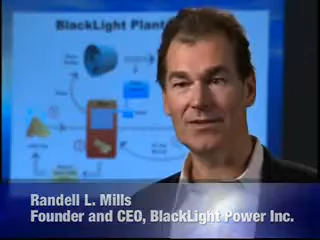 BlackLight Plant
Randell L. Mills
Founder and CEO, BlackLight Power Inc.